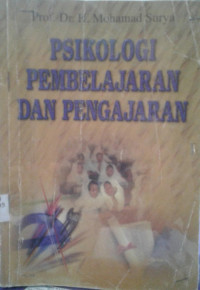 Prof. Dr. H. Mohamad Surya
PSIKOLOGI
PEMBELAJARAN
DAN PENGAJARAN